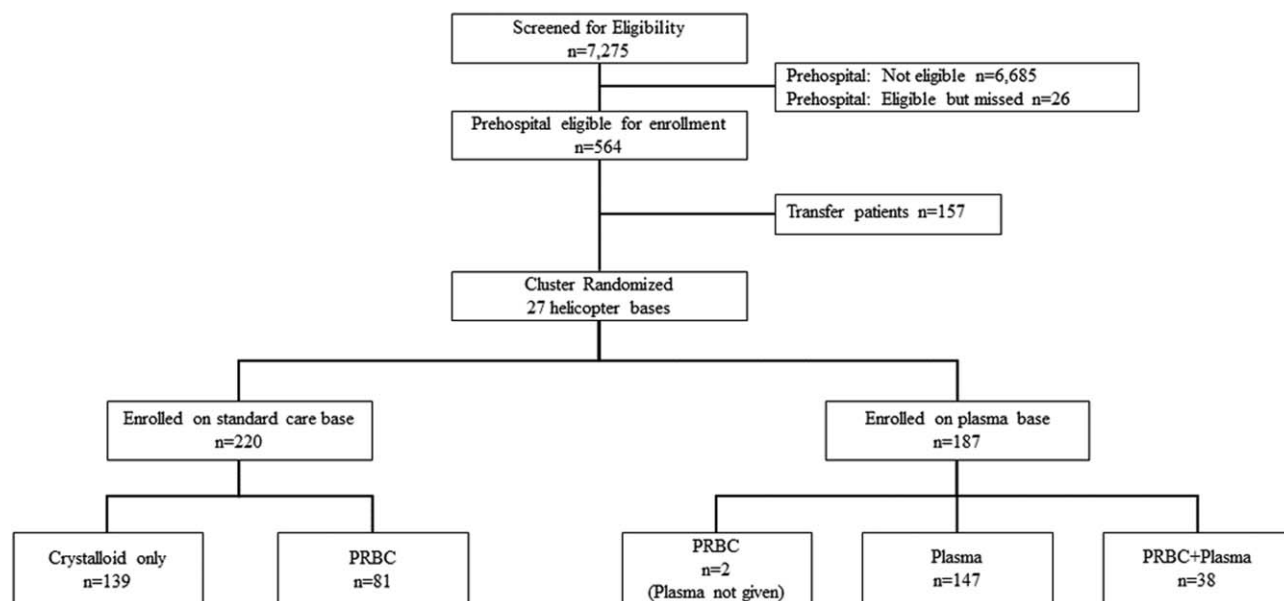 Screened for Eligibility
n=7,275
Prehospital: Not eligible n=6,685
Prehospital: Eligible but missed n=26
Prehospital eligible for enrollment
n=564
Transfer patients n=157
Cluster Randomized
27 helicopter bases
Enrolled on standard care base
n=220
Enrolled on plasma base
n=187
Crystalloid only
n=139
PRBC
n=81
PRBC
n=2
(Plasma not given)
Plasma
n=147
PRBC+Plasma
n=38